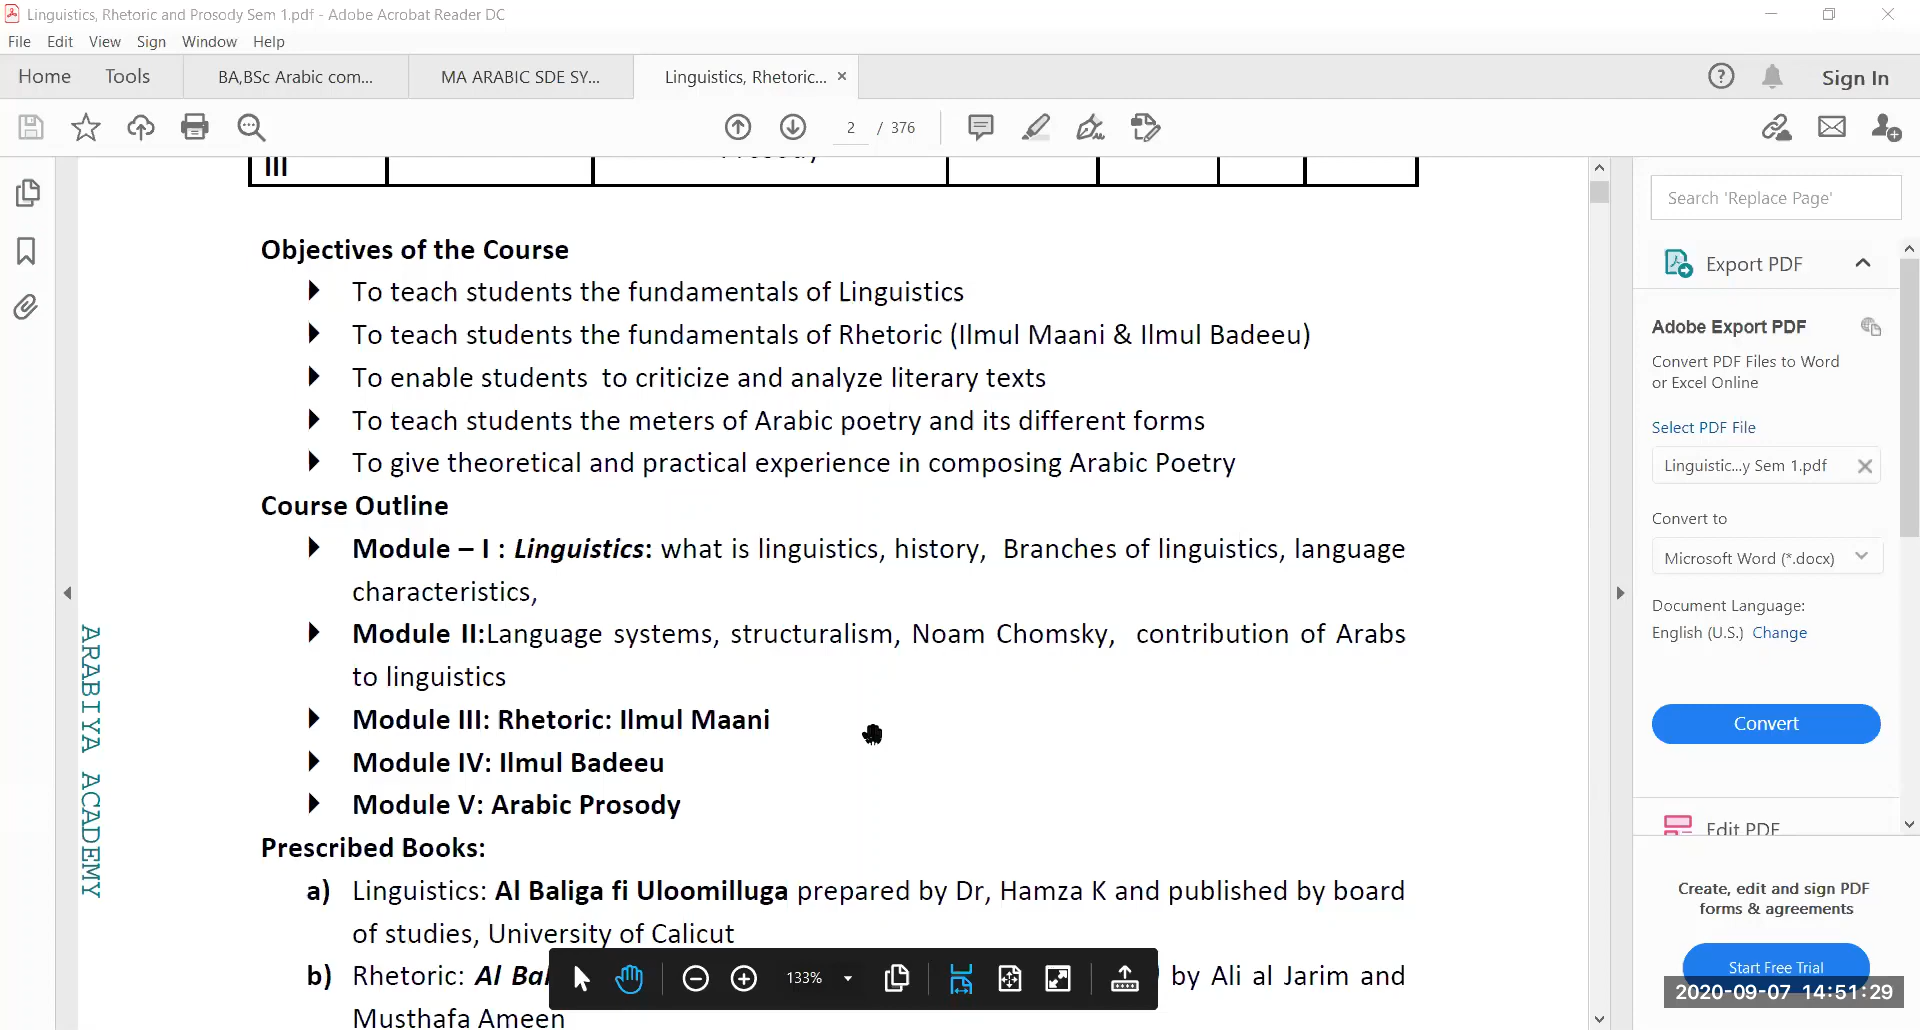 Linguistics, Rhetoric and Prosody Sem 1.pdf - Adobe Acrobat Reader DC
File Edit View Sign Window Help
Home Tools BA,BSc Arabic com... MA ARABIC SDE SY... Linguistics, Rhetoric... × Sign In
2 / 376
III
Search 'Replace Page'
Objectives of the Course
To teach students the fundamentals of Linguistics
To teach students the fundamentals of Rhetoric (Ilmul Maani & Ilmul Badeeu)
To enable students to criticize and analyze literary texts
To teach students the meters of Arabic poetry and its different forms
To give theoretical and practical experience in composing Arabic Poetry
Course Outline
Module – I : Linguistics: what is linguistics, history, Branches of linguistics, language
characteristics,
Module II:Language systems, structuralism, Noam Chomsky, contribution of Arabs
to linguistics
Module III: Rhetoric: Ilmul Maani
Module IV: Ilmul Badeeu
Module V: Arabic Prosody
Prescribed Books:
a) Linguistics: Al Baliga fi Uloomilluga prepared by Dr, Hamza K and published by board
of studies, University of Calicut
b) Rhetoric: Al by Ali al Jarim and
Musthafa Ameen
133%
ARABIYA ACADEMY
Export PDF
Adobe Export PDF
Convert PDF Files to Word
or Excel Online
Select PDF File
Linguistic...y Sem 1.pdf
Convert to
Microsoft Word (*.docx)
Document Language:
English (U.S.) Change
Convert
Edit PDF
Create, edit and sign PDF
forms & agreements
Start Free Trial
2020-09-07 14:51:29